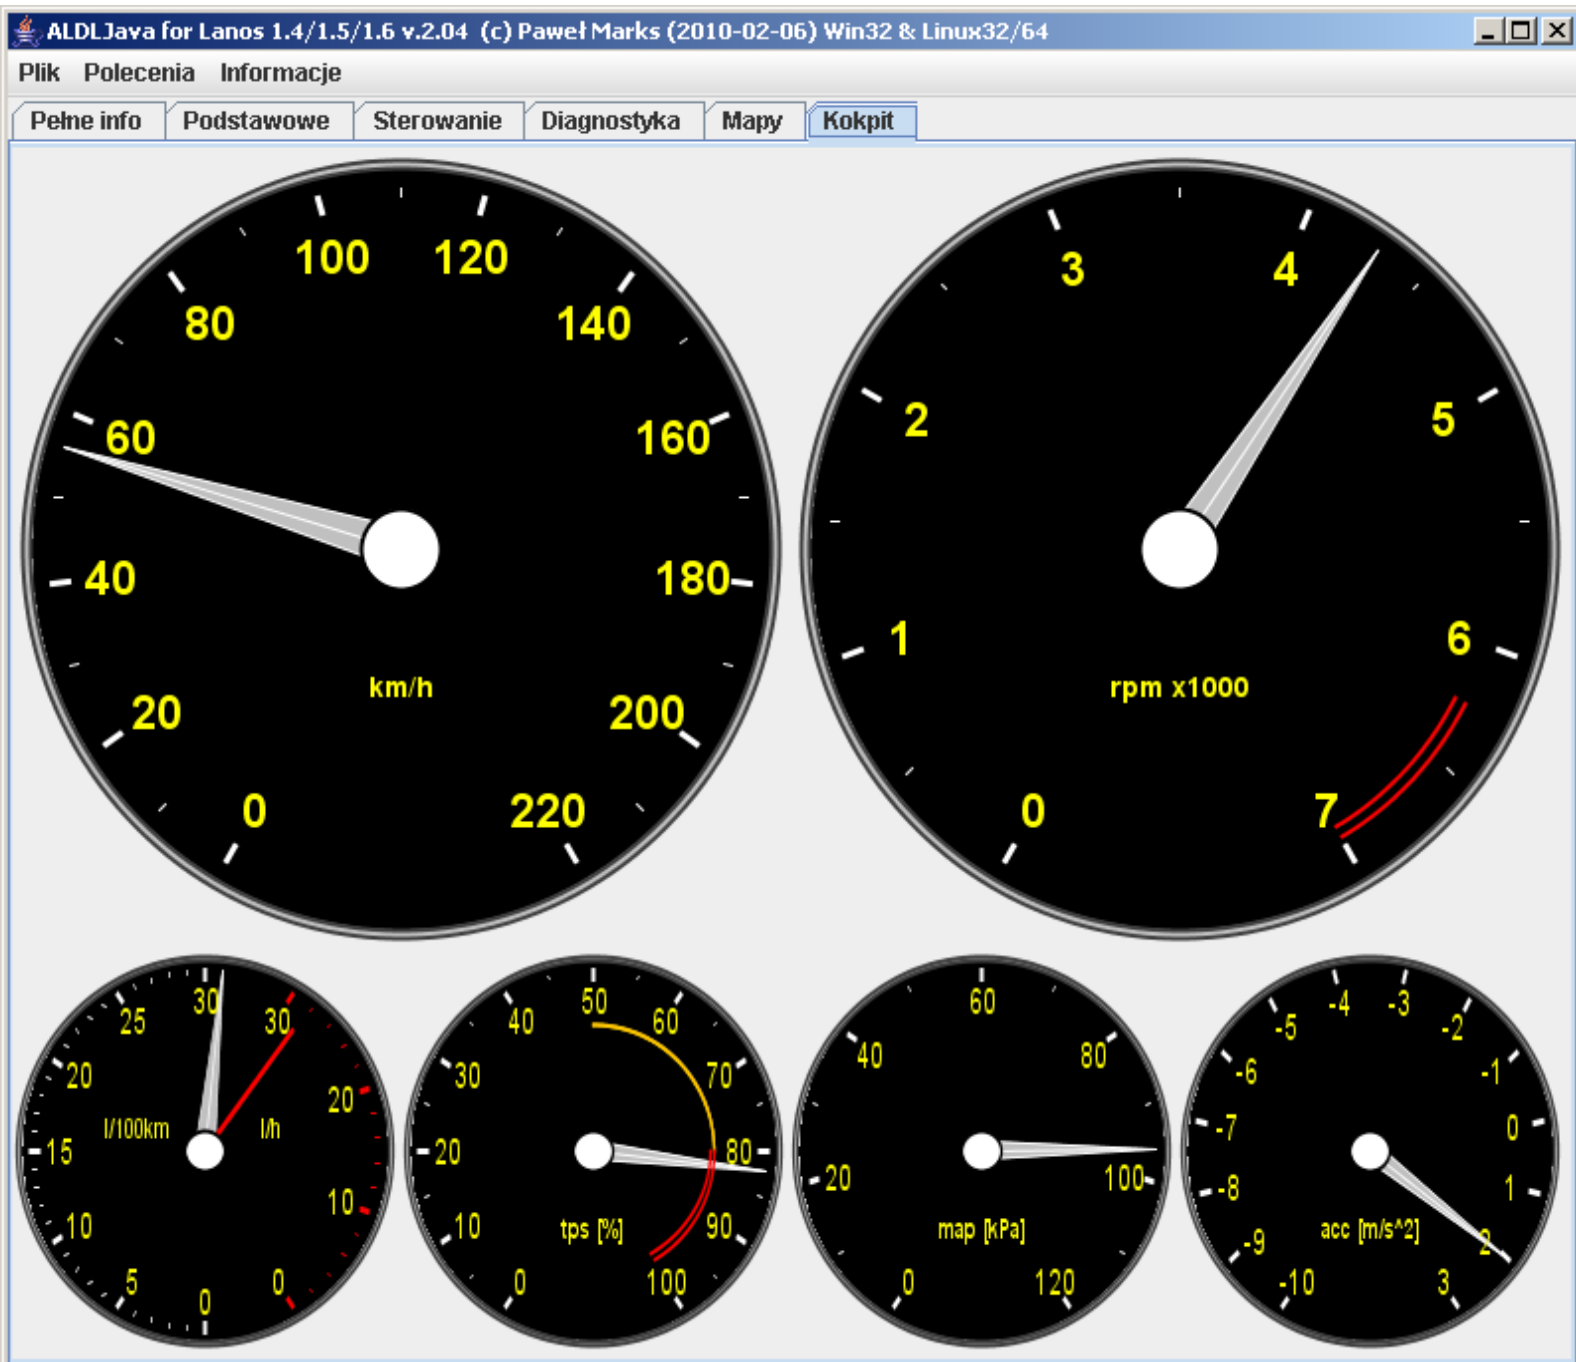 ALDLJava for Lanos 1.4/1.5/1.6 v.2.04 (c) Paweł Marks (2010-02-06) Win32 & Linux32/64
Plik Polecenia Informacje
Pełne info Podstawowe Sterowanie Diagnostyka Mapy Kokpit
0 20 40 60 80 100 120 140 160 180 200 220
km/h
0 1 2 3 4 5 6 7
rpm x1000
0 5 10 15 20 25 30
l/100km
30 20 10 0
l/h
0 10 20 30 40 50 60 70 80 90 100
tps [%]
0 20 40 60 80 100 120
map [kPa]
-10 -9 -8 -7 -6 -5 -4 -3 -2 -1 0 1 2 3
acc [m/s^2]